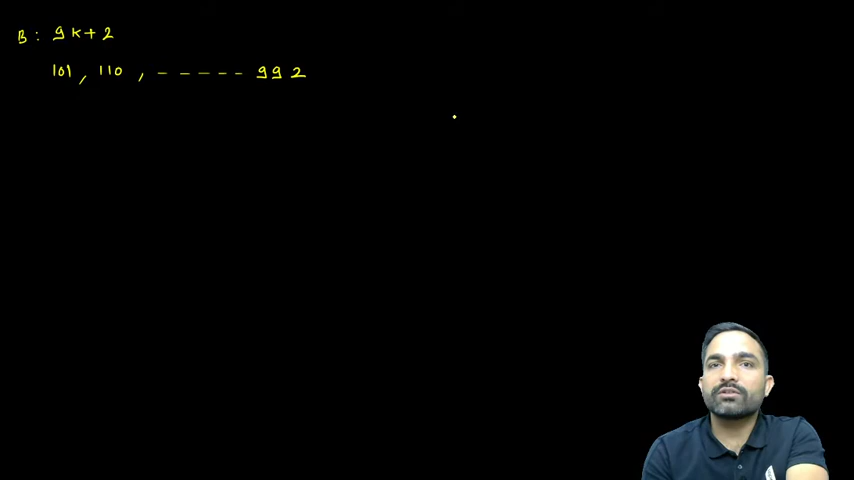 B : 9k+2
101, 110, ------ 992